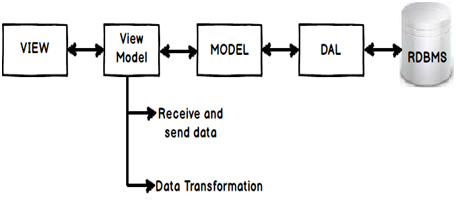 VIEW
View
Model
MODEL
DAL
RDBMS
Receive and
send data
Data Transformation